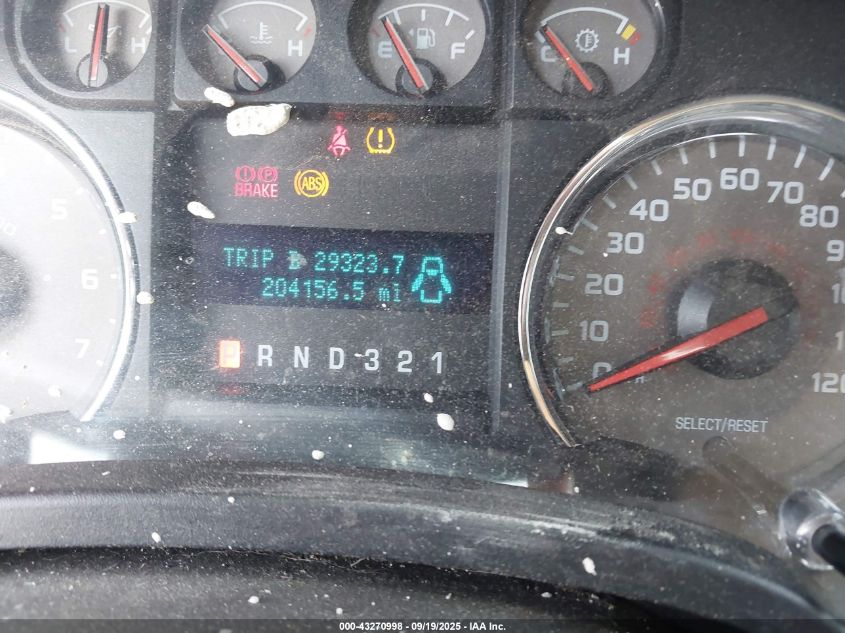 L H
H
E F
C H
BRAKE
ABS
TRIP B 29323.7
204156.5 mi
P R N D 3 2 1
5
6
7
0
10
20
30
40
50
60
70
80
120
SELECT/RESET
000-43270998 - 09/19/2025 - IAA Inc.